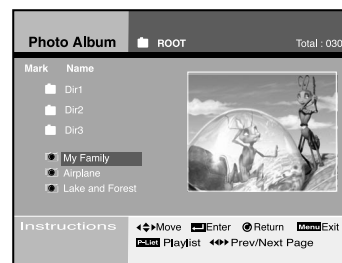 Photo Album ROOT Total : 030
Mark Name
Dir1
Dir2
Dir3
My Family
Airplane
Lake and Forest
Instructions Move Enter Return Menu Exit
P-List Playlist Prev/Next Page